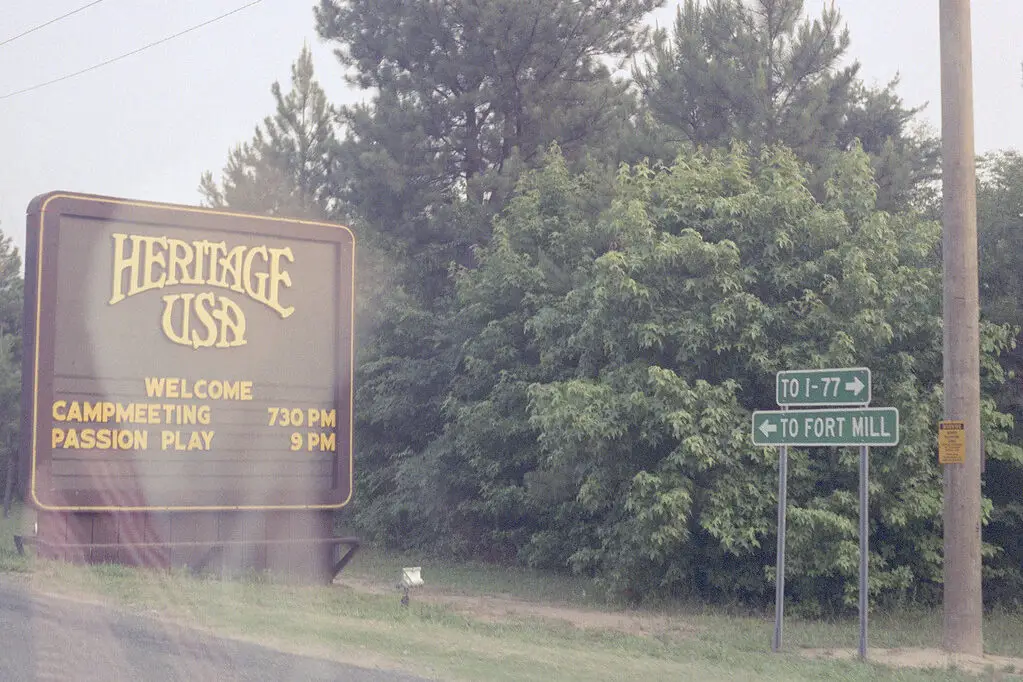 HERITAGE
USA
WELCOME
CAMPMEETING 730 PM
PASSION PLAY 9 PM
TO I-77 →
← TO FORT MILL